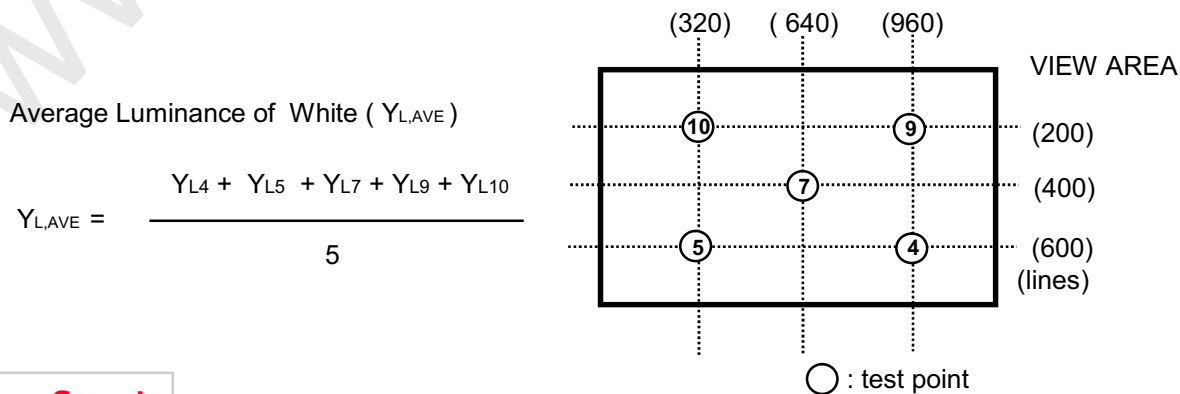 (320) ( 640) (960)
VIEW AREA
Average Luminance of White ( YL,AVE )
10 9 (200)
YL4 + YL5 + YL7 + YL9 + YL10
7 (400)
YL,AVE =
5
5 4 (600)
(lines)
: test point